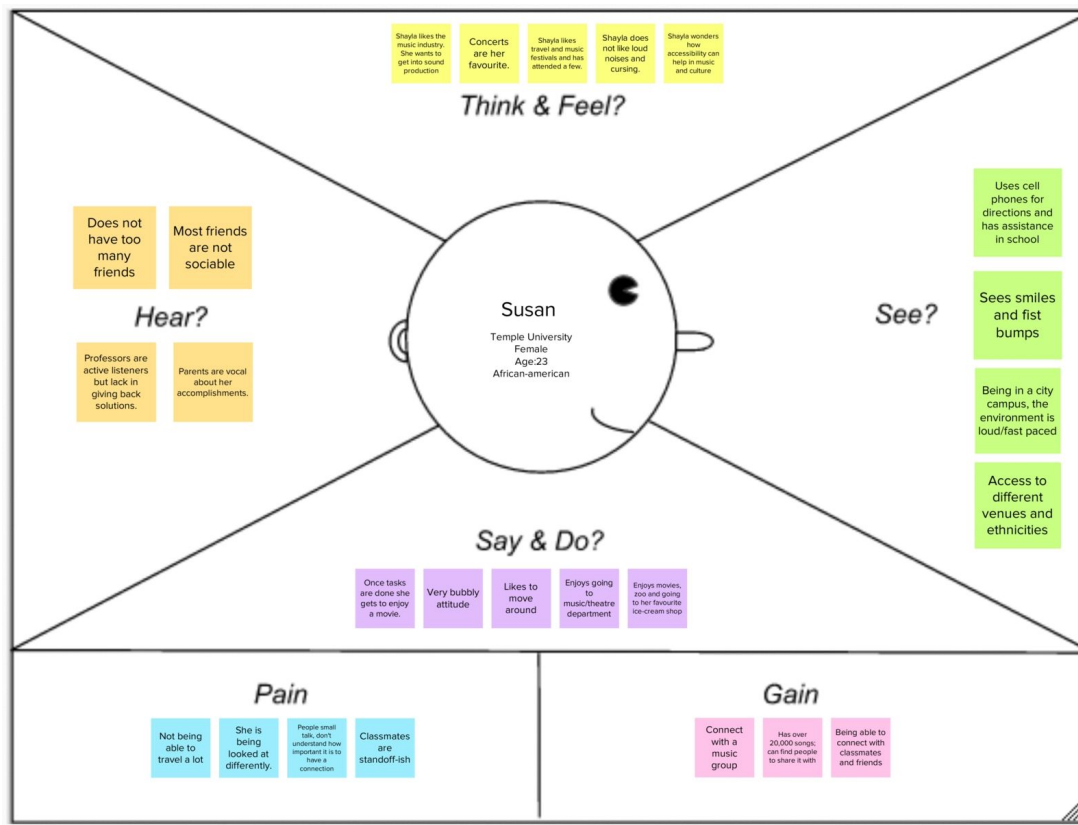 Shayla likes the
music industry.
She wants to
get into sound
production
Concerts
are her
favourite.
Shayla likes
travel and music
festivals and has
attended a few.
Shayla does
not like loud
noises and
cursing.
Shayla wonders
how
accessibility can
help in music
and culture
Think & Feel?
Does not
have too
many
friends
Most friends
are not
sociable
Hear?
Professors are
active listeners
but lack in
giving back
solutions.
Parents are vocal
about her
accomplishments.
Susan
Temple University
Female
Age:23
African-american
See?
Uses cell
phones for
directions and
has assistance
in school
Sees smiles
and fist
bumps
Being in a city
campus, the
environment is
loud/fast paced
Access to
different
venues and
ethnicities
Say & Do?
Once tasks
are done she
gets to enjoy
a movie.
Very bubbly
attitude
Likes to
move
around
Enjoys going
to
music/theatre
department
Enjoys movies,
zoo and going
to her favourite
ice-cream shop
Pain
Not being
able to
travel a lot
She is
being
looked at
differently.
People small
talk, don't
understand how
important it is to
have a
connection
Classmates
are
standoff-ish
Gain
Connect
with a
music
group
Has over
20,000 songs;
can find people
to share it with
Being able to
connect with
classmates
and friends